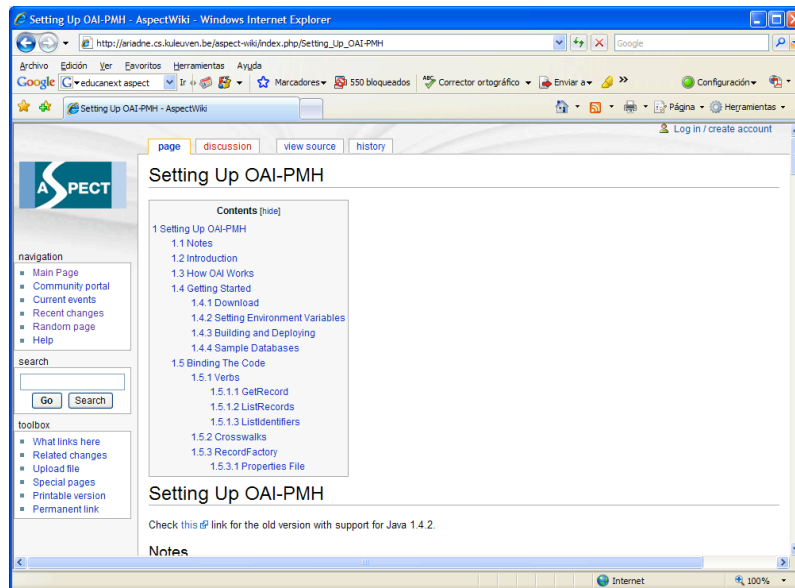 Setting Up OAI-PMH - AspectWiki - Windows Internet Explorer
http://ariadne.cs.kuleuven.be/aspect-wiki/index.php/Setting_Up_OAI-PMH
Google
Archivo Edición Ver Favoritos Herramientas Ayuda
Google educanext aspect Ir Marcadores 550 bloqueados ABC Corrector ortográfico Enviar a >> Configuración
Setting Up OAI-PMH - AspectWiki Página Herramientas
Log in / create account
page discussion view source history
ASPECT
Setting Up OAI-PMH
Contents [hide]
1 Setting Up OAI-PMH
1.1 Notes
1.2 Introduction
1.3 How OAI Works
1.4 Getting Started
1.4.1 Download
1.4.2 Setting Environment Variables
1.4.3 Building and Deploying
1.4.4 Sample Databases
1.5 Binding The Code
1.5.1 Verbs
1.5.1.1 GetRecord
1.5.1.2 ListRecords
1.5.1.3 ListIdentifiers
1.5.2 Crosswalks
1.5.3 RecordFactory
1.5.3.1 Properties File
navigation
Main Page
Community portal
Current events
Recent changes
Random page
Help
search
Go Search
toolbox
What links here
Related changes
Upload file
Special pages
Printable version
Permanent link
Setting Up OAI-PMH
Check this link for the old version with support for Java 1.4.2.
Notes
Internet 100%